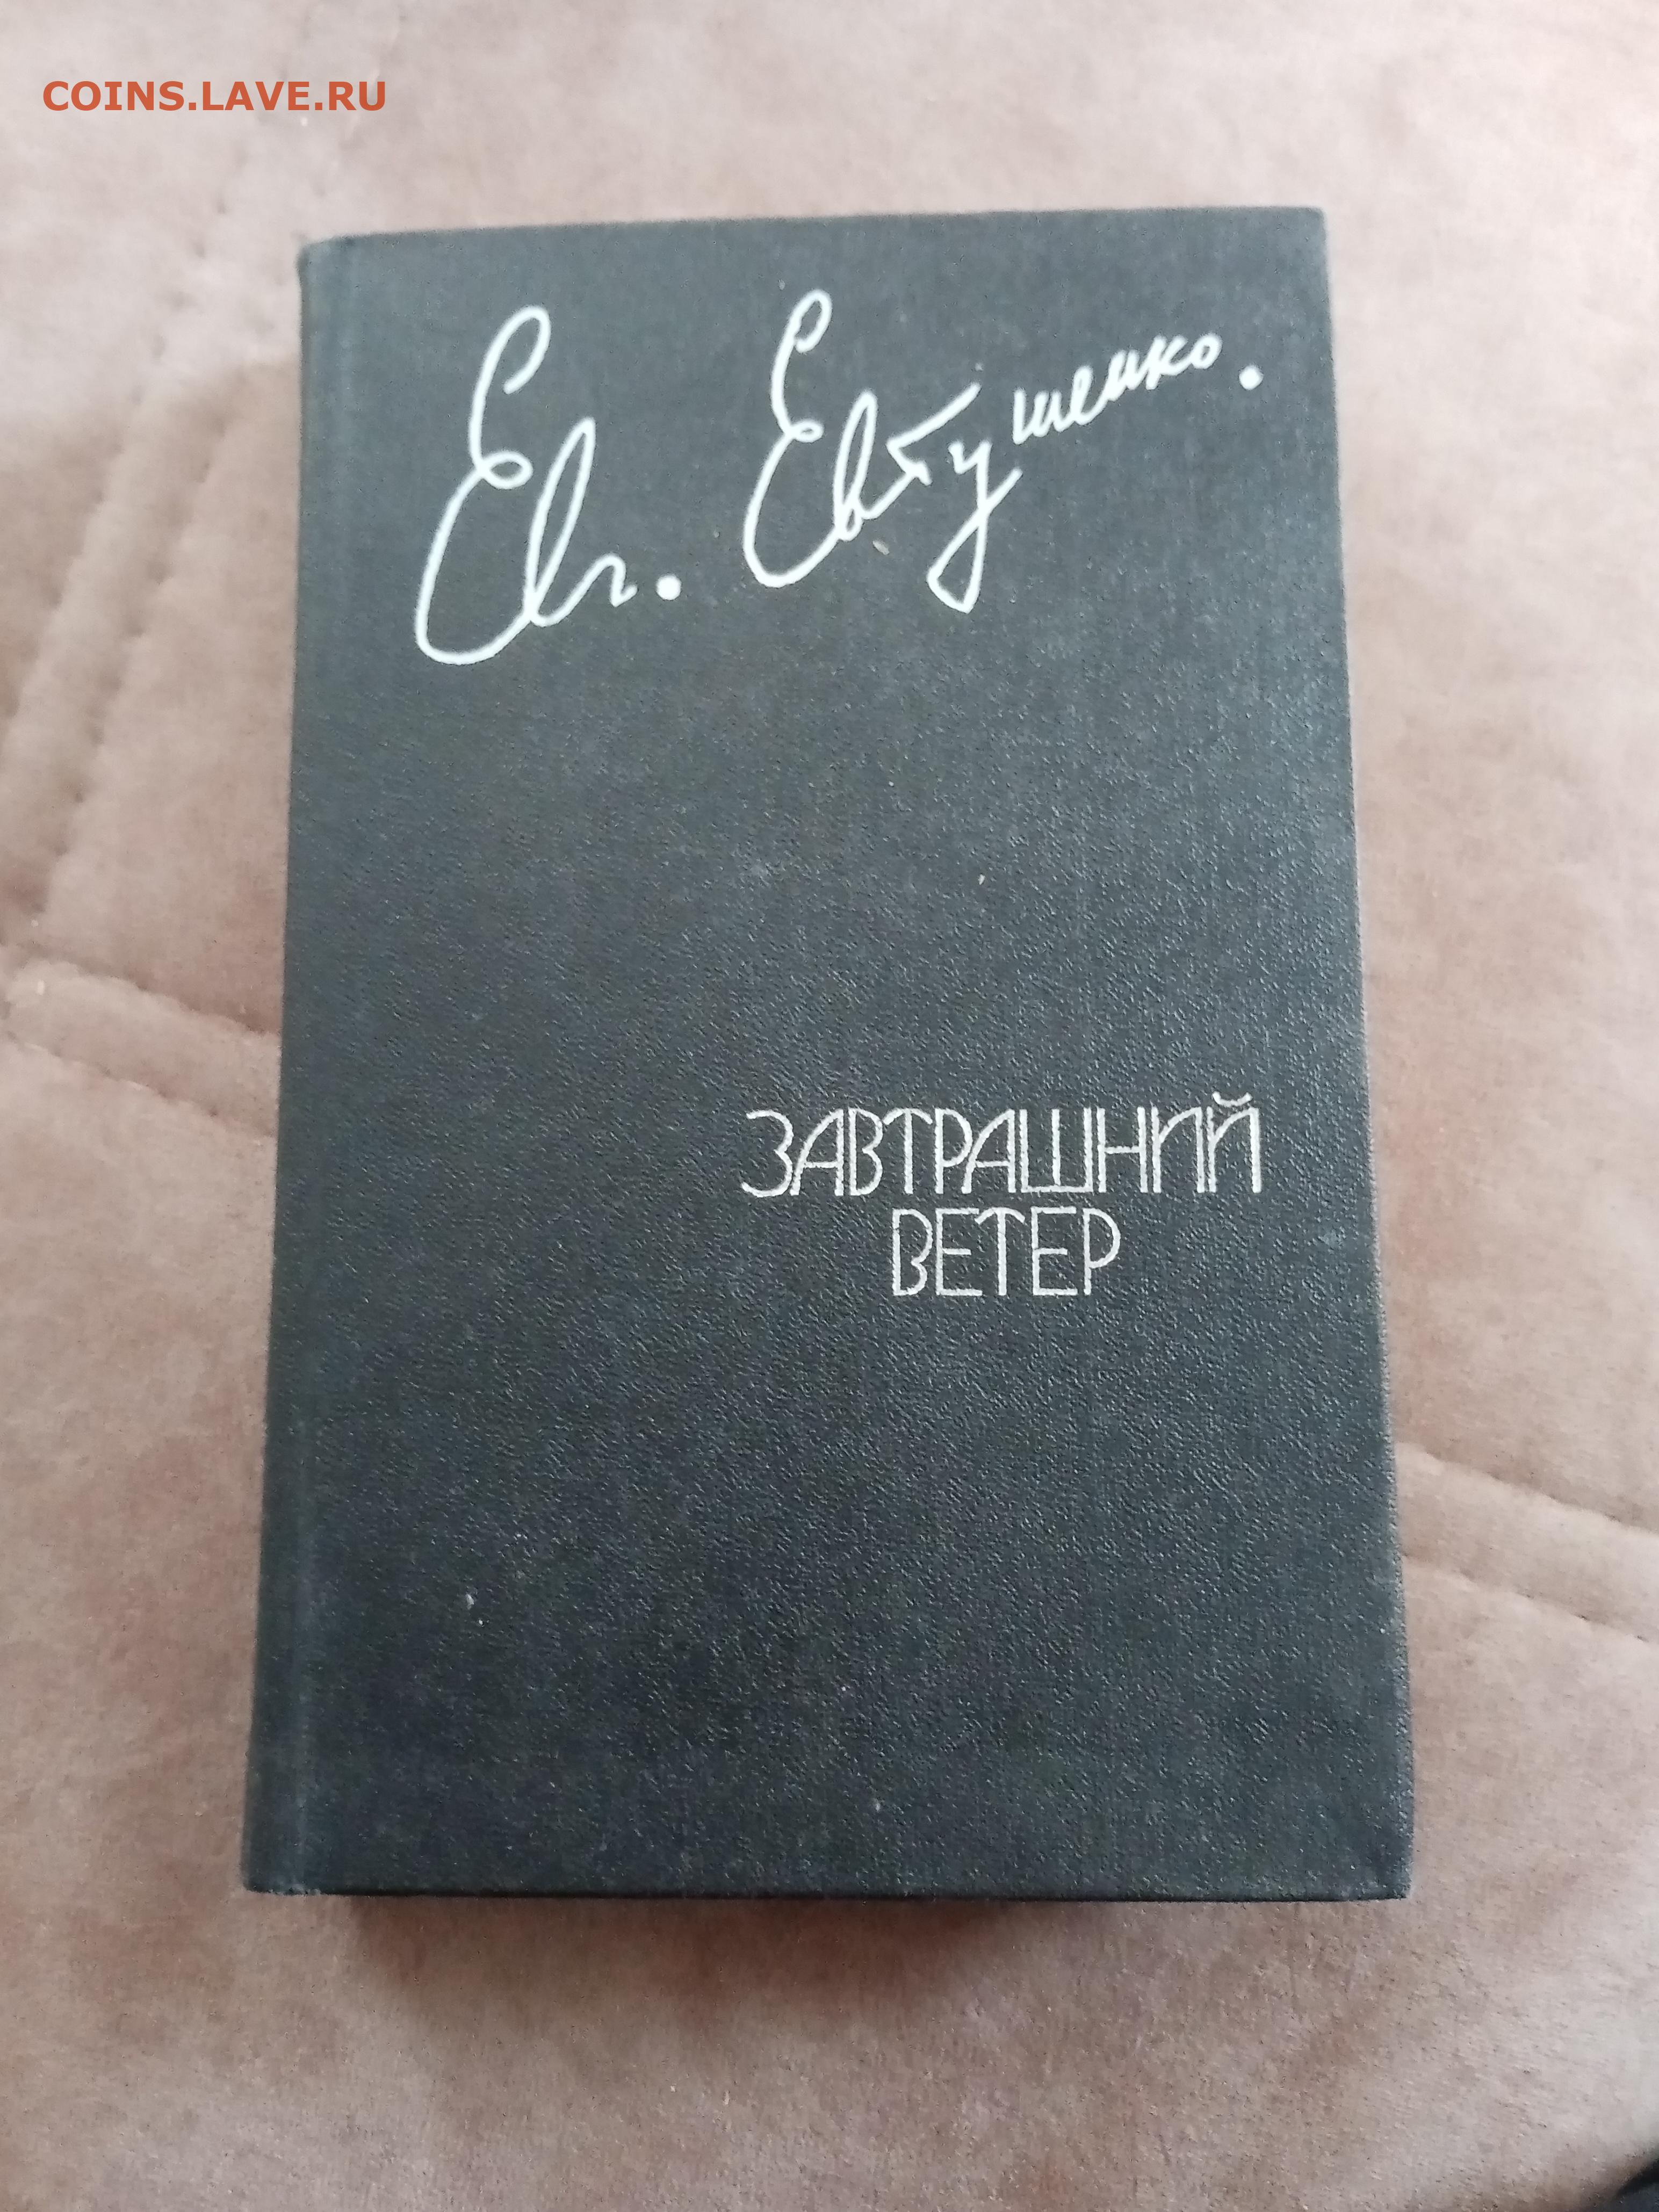 COINS.LAVE.RU
Евг. Евтушенко.
ЗАВТРАШНИЙ
ВЕТЕР